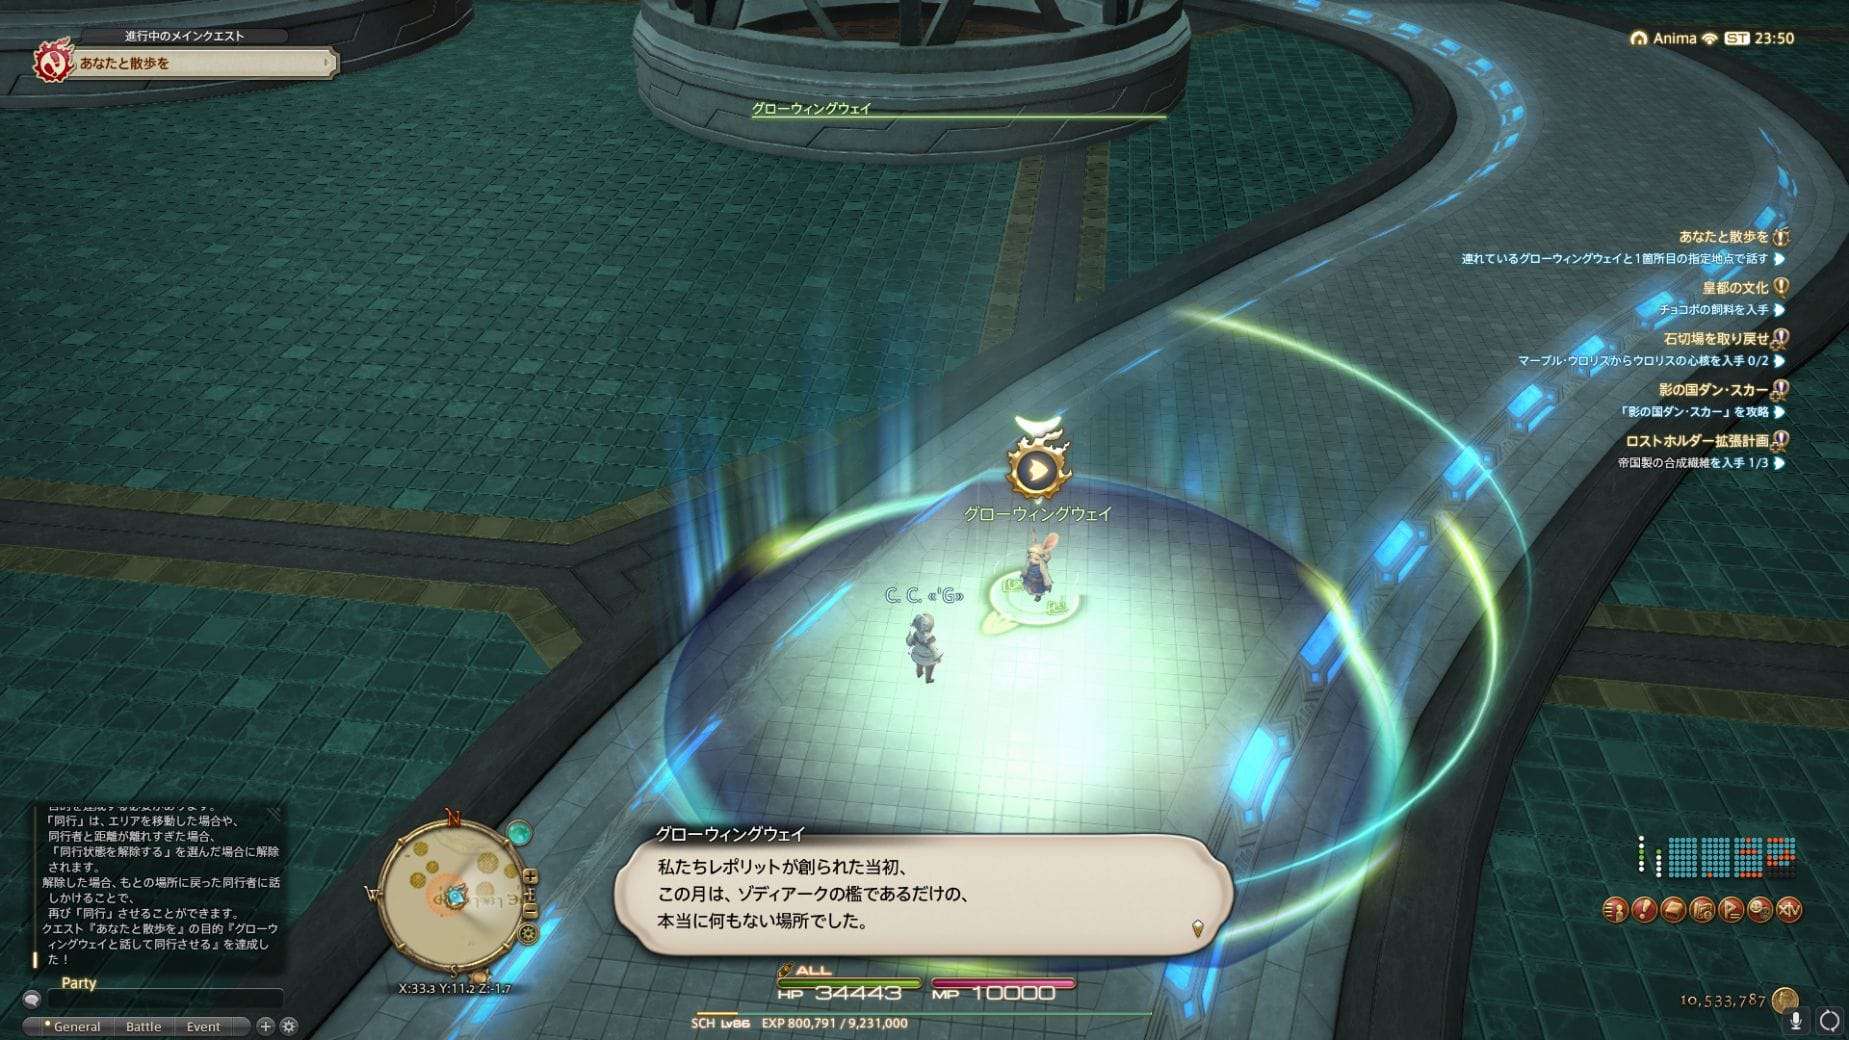 進行中のメインクエスト
あなたと散歩を
グローウィングウェイ
Anima ST 23:50
あなたと散歩を
連れているグローウィングウェイと1箇所目の指定地点で話す
皇都の文化
チョコボの飼料を入手
石切場を取り戻せ
マーブル・ウロリスからウロリスの心核を入手 0/2
影の国ダン・スカー
「影の国ダン・スカー」を攻略
ロストホルダー拡張計画
帝国製の合成繊維を入手 1/3
グローウィングウェイ
C. C. «'G»
目的を達成する必要があります。
「同行」は、エリアを移動した場合や、
同行者と距離が離れすぎた場合、
「同行状態を解除する」を選んだ場合に解除
されます。
解除した場合、もとの場所に戻った同行者に話
しかけることで、
再び「同行」させることができます。
クエスト『あなたと散歩を』の目的『グローウ
ィングウェイと話して同行させる』を達成し
た！
Party
General Battle Event
N
W
S
X:33.3 Y:11.2 Z:-1.7
グローウィングウェイ
私たちレポリットが創られた当初、
この月は、ゾディアークの檻であるだけの、
本当に何もない場所でした。
ALL
HP 34443 MP 10000
SCH Lv86 EXP 800,791 / 9,231,000
XIV
10,533,787